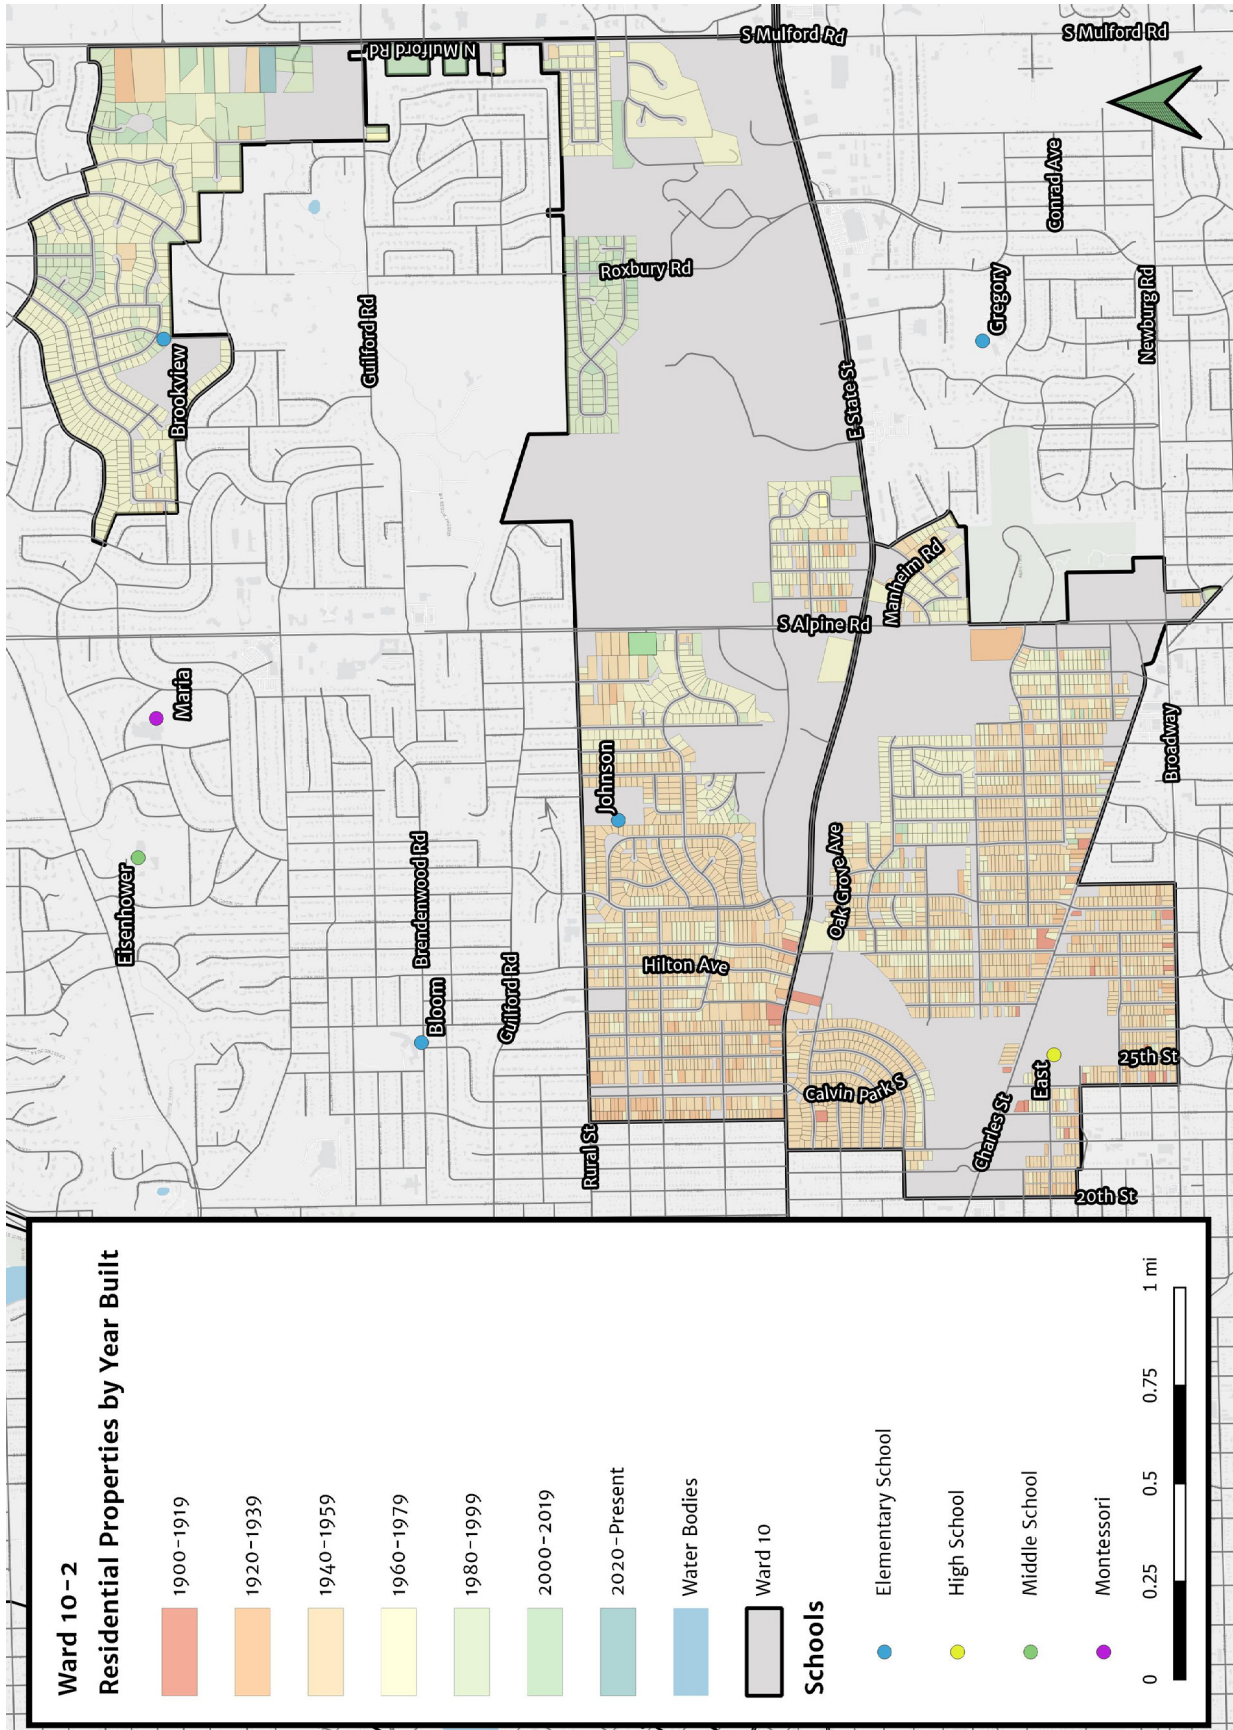 Ward 10-2
Residential Properties by Year Built
1900-1919
1920-1939
1940-1959
1960-1979
1980-1999
2000-2019
2020-Present
Water Bodies
Ward 10
Schools
Elementary School
High School
Middle School
Montessori
0
0.25
0.5
0.75
1 mi
Eisenhower
Maria
Brookview
Bloom
Brendenwood Rd
Guilford Rd
N Mulford Rd
Guilford Rd
Rural St
Johnson
Hilton Ave
Roxbury Rd
Calvin Park S
Oak Grove Ave
S Alpine Rd
E State St
S Mulford Rd
Manheim Rd
Charles St
East
Gregory
Conrad Ave
S Mulford Rd
20th St
25th St
Broadway
Newburg Rd